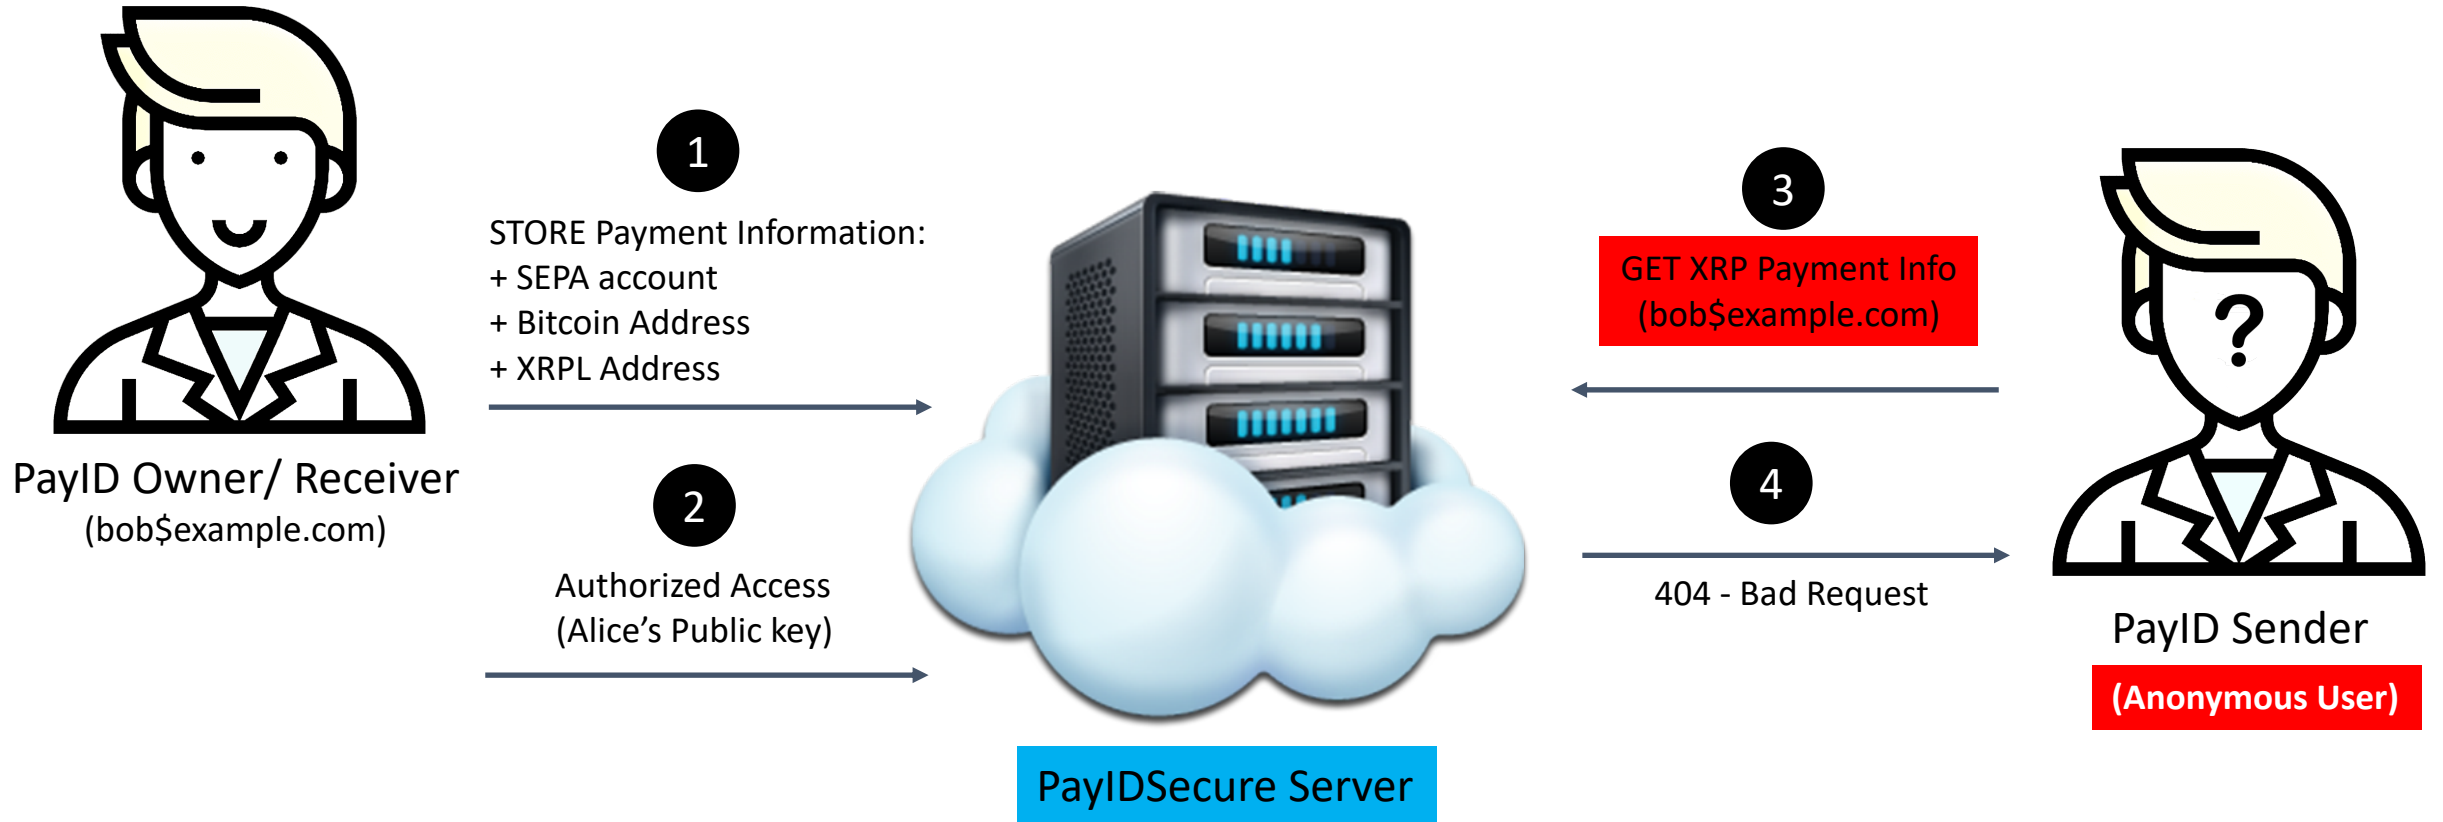 1
STORE Payment Information:
+ SEPA account
+ Bitcoin Address
+ XRPL Address
PayID Owner/ Receiver
(bob$example.com)
2
Authorized Access
(Alice’s Public key)
PayIDSecure Server
3
GET XRP Payment Info
(bob$example.com)
4
404 - Bad Request
?
PayID Sender
(Anonymous User)